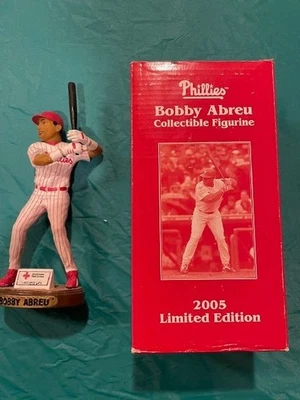 Phillies
Bobby Abreu
Collectible Figurine
2005
Limited Edition
BOBBY ABREU